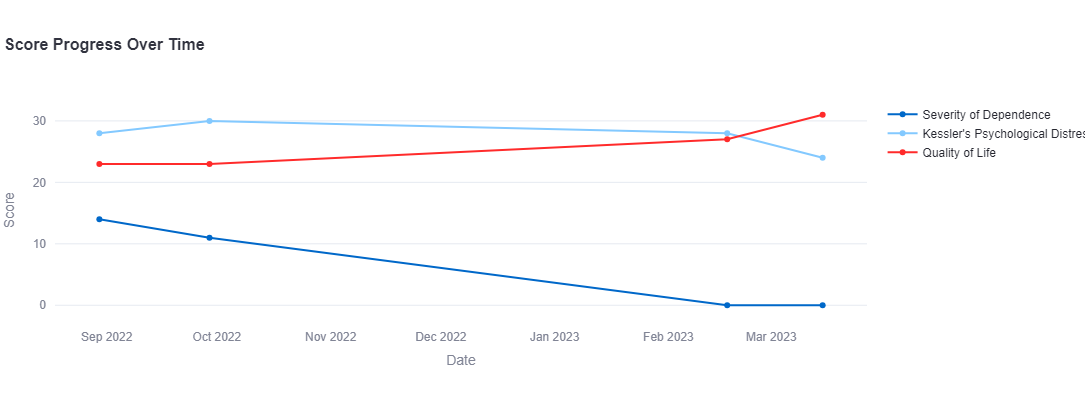 Score Progress Over Time
30
20
10
0
Score
Sep 2022
Oct 2022
Nov 2022
Dec 2022
Jan 2023
Feb 2023
Mar 2023
Date
Severity of Dependence
Kessler's Psychological Distres
Quality of Life